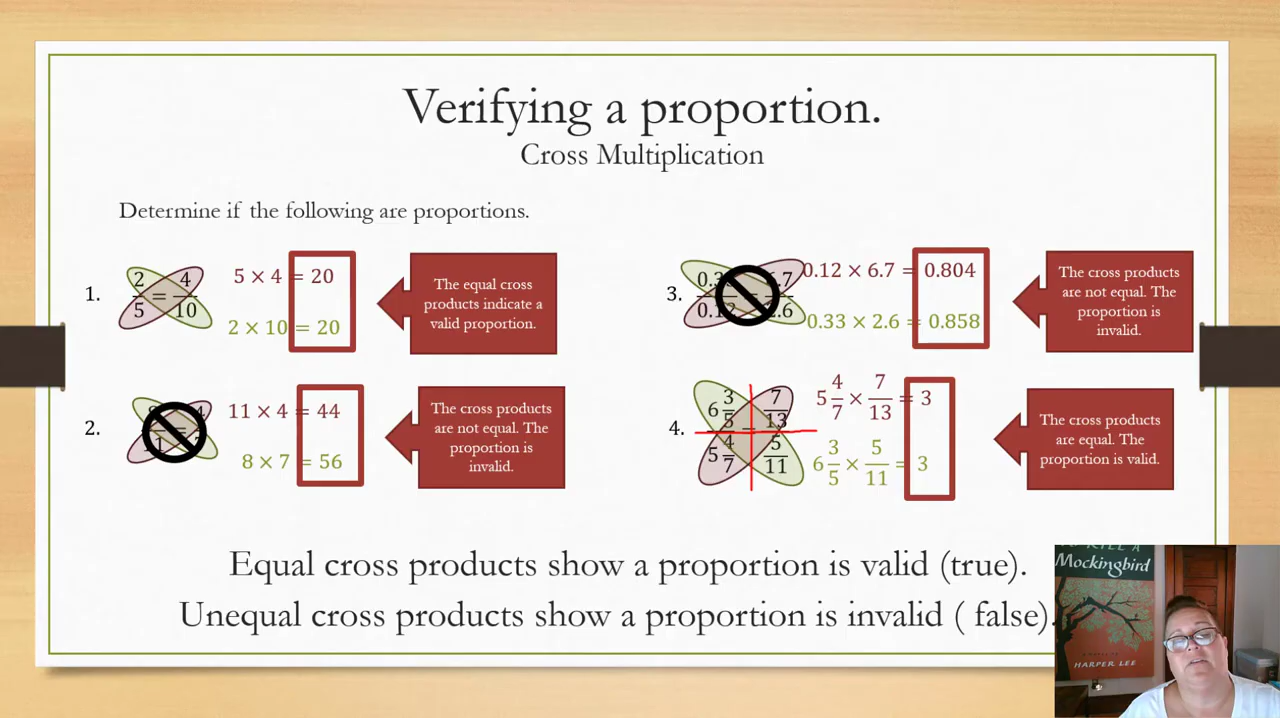 Verifying a proportion.
Cross Multiplication
Determine if the following are proportions.
1.
2/5 = 4/10
5 × 4 = 20
2 × 10 = 20
The equal cross
products indicate a
valid proportion.
2.
11 × 4 = 44
8 × 7 = 56
The cross products
are not equal. The
proportion is
invalid.
3.
0.12 × 6.7 = 0.804
0.33 × 2.6 = 0.858
The cross products
are not equal. The
proportion is
invalid.
4.
6 3/5 / 5 4/7 = 7/13 / 5/11
5 4/7 × 7/13 = 3
6 3/5 × 5/11 = 3
The cross products
are equal. The
proportion is valid.
Equal cross products show a proportion is valid (true).
Unequal cross products show a proportion is invalid ( false).
Mockingbird
HARPER LEE